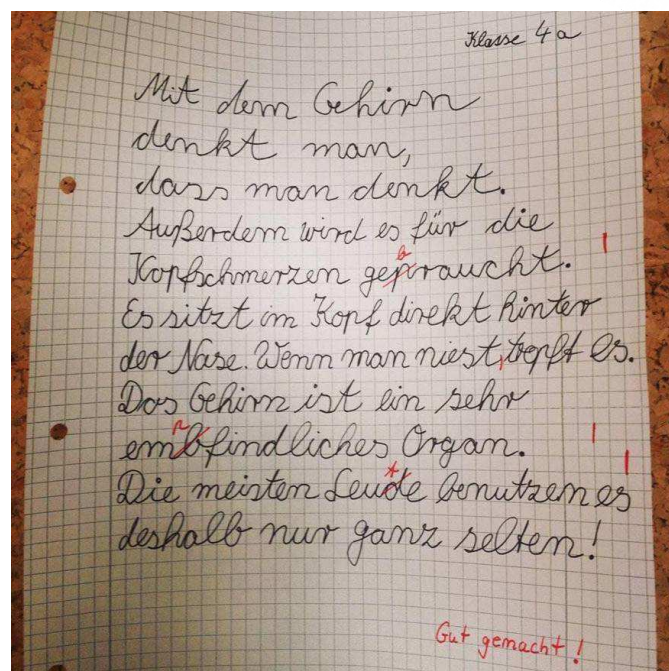 Klasse 4a
Mit dem Gehirn
denkt man,
dass man denkt.
Außerdem wird es für die
b
Kopfschmerzen gepraucht.
Es sitzt im Kopf direkt hinter
der Nase. Wenn man niest, tropft es.
Das Gehirn ist ein sehr
p
embfindliches Organ.
t
Die meisten Leude benutzen es
deshalb nur ganz selten!
Gut gemacht!